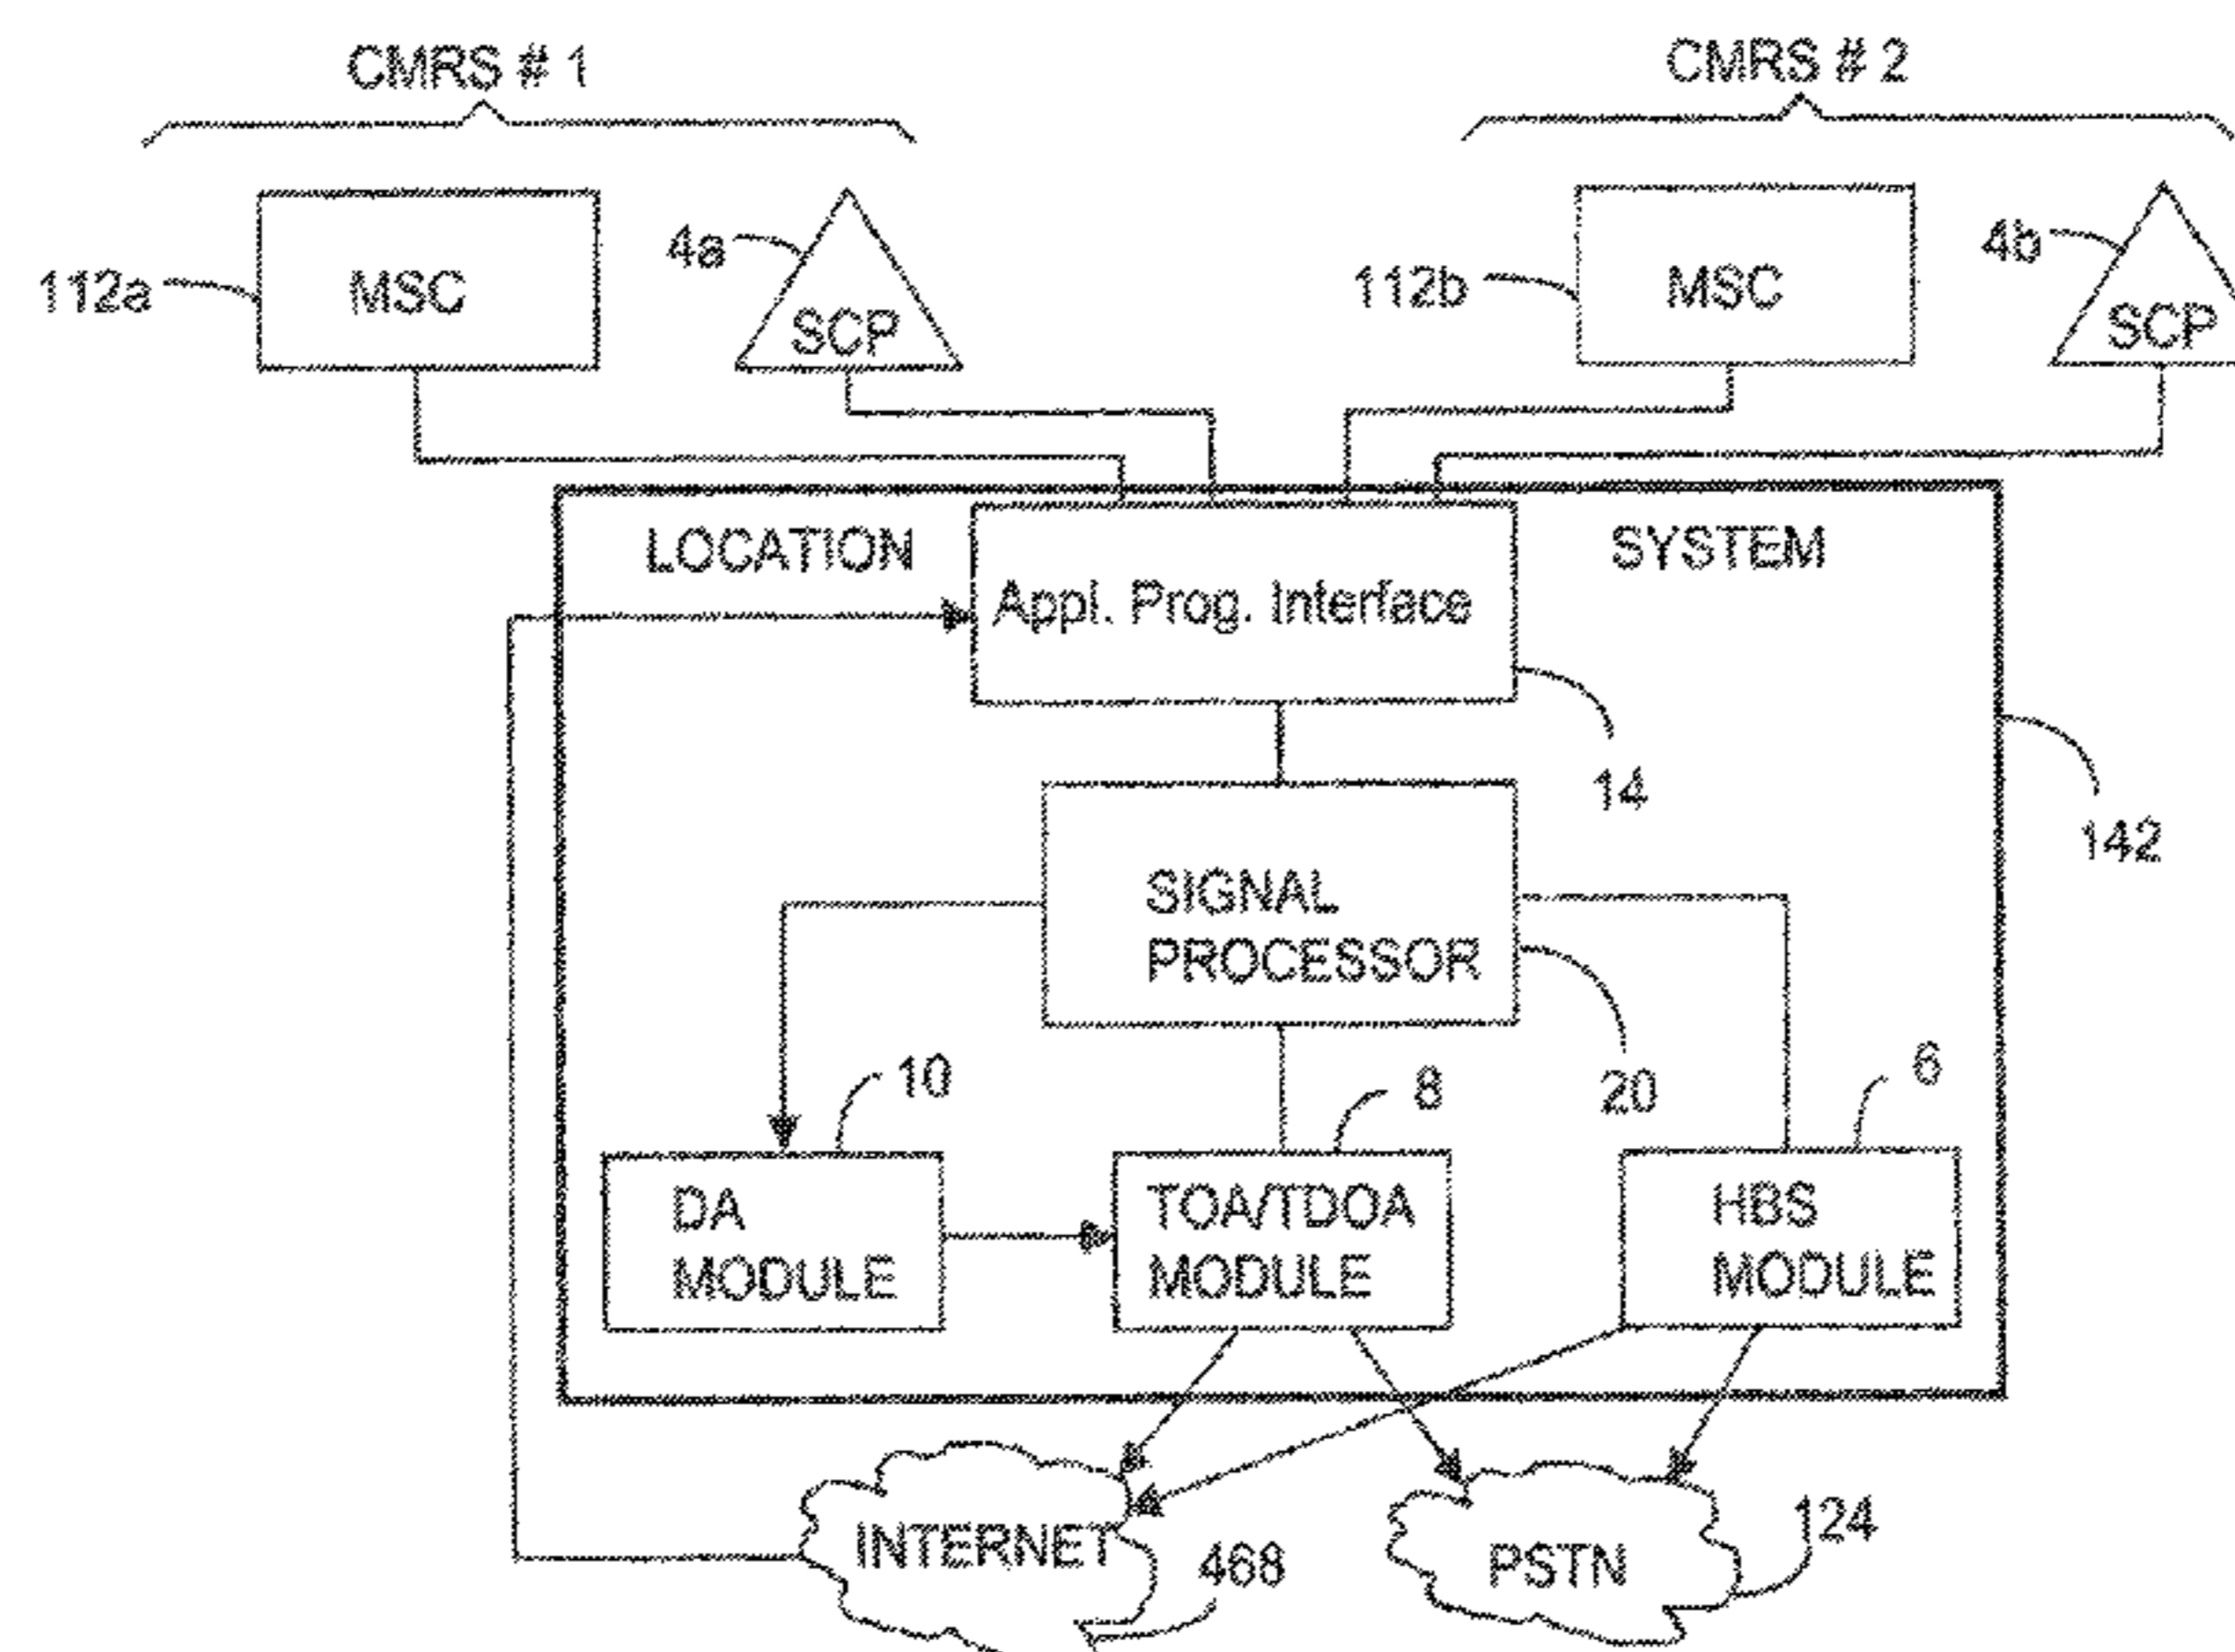 CMRS # 1
CMRS # 2
112a
MSC
4a
SCP
112b
MSC
4b
SCP
LOCATION
SYSTEM
Appl. Prog. Interface
14
142
SIGNAL
PROCESSOR
20
10
8
6
DA
MODULE
TOA/TDOA
MODULE
HBS
MODULE
INTERNET
468
PSTN
124